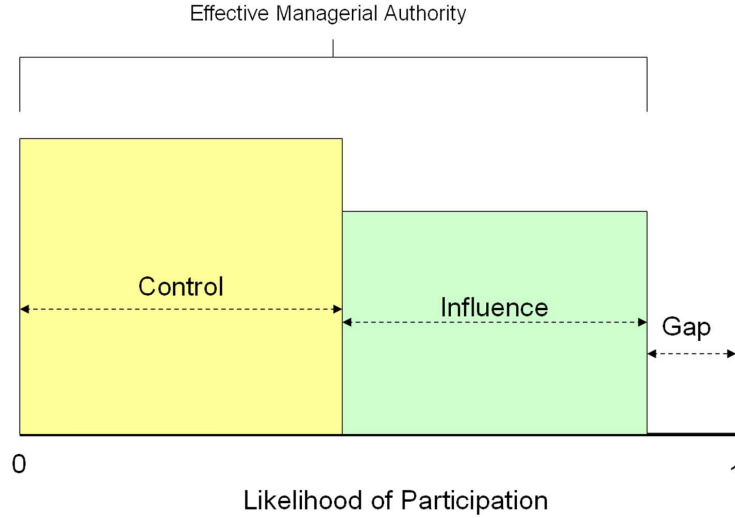 Effective Managerial Authority
Control
Influence
Gap
0
Likelihood of Participation